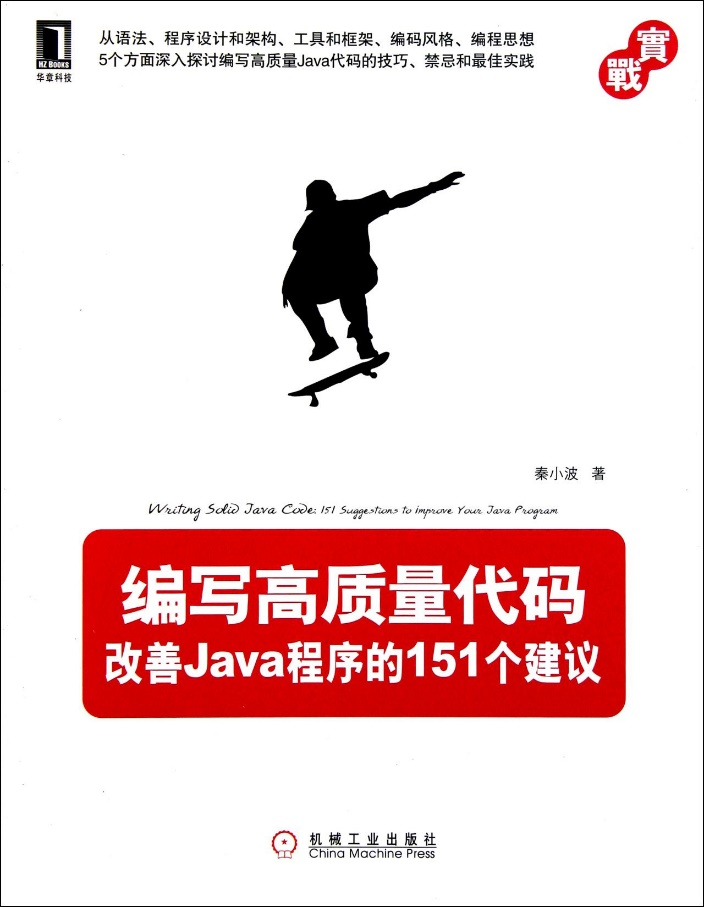 HZ BOOKS
华章科技
从语法、程序设计和架构、工具和框架、编码风格、编程思想
5个方面深入探讨编写高质量Java代码的技巧、禁忌和最佳实践
實戰
秦小波 著
Writing Solid Java Code: 151 Suggestions to improve Your Java Program
编写高质量代码
改善Java程序的151个建议
机械工业出版社
China Machine Press